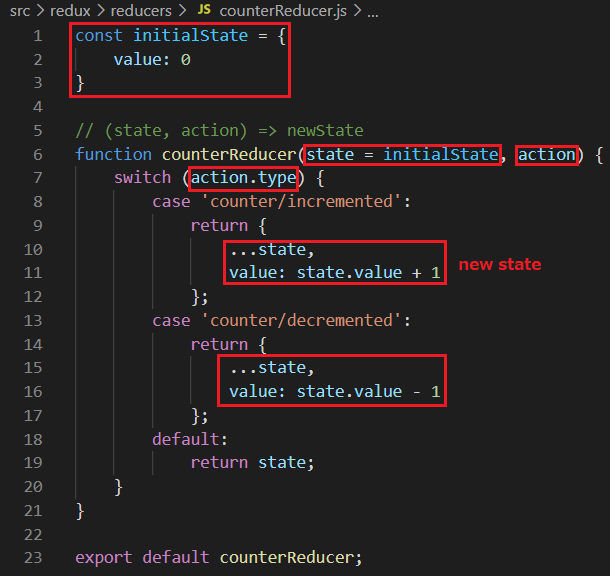 src > redux > reducers > JS counterReducer.js > ...
1 const initialState = {
2     value: 0
3 }
4
5 // (state, action) => newState
6 function counterReducer(state = initialState, action) {
7     switch (action.type) {
8         case 'counter/incremented':
9             return {
10                 ...state,
11                 value: state.value + 1 new state
12             };
13         case 'counter/decremented':
14             return {
15                 ...state,
16                 value: state.value - 1
17             };
18         default:
19             return state;
20     }
21 }
22
23 export default counterReducer;